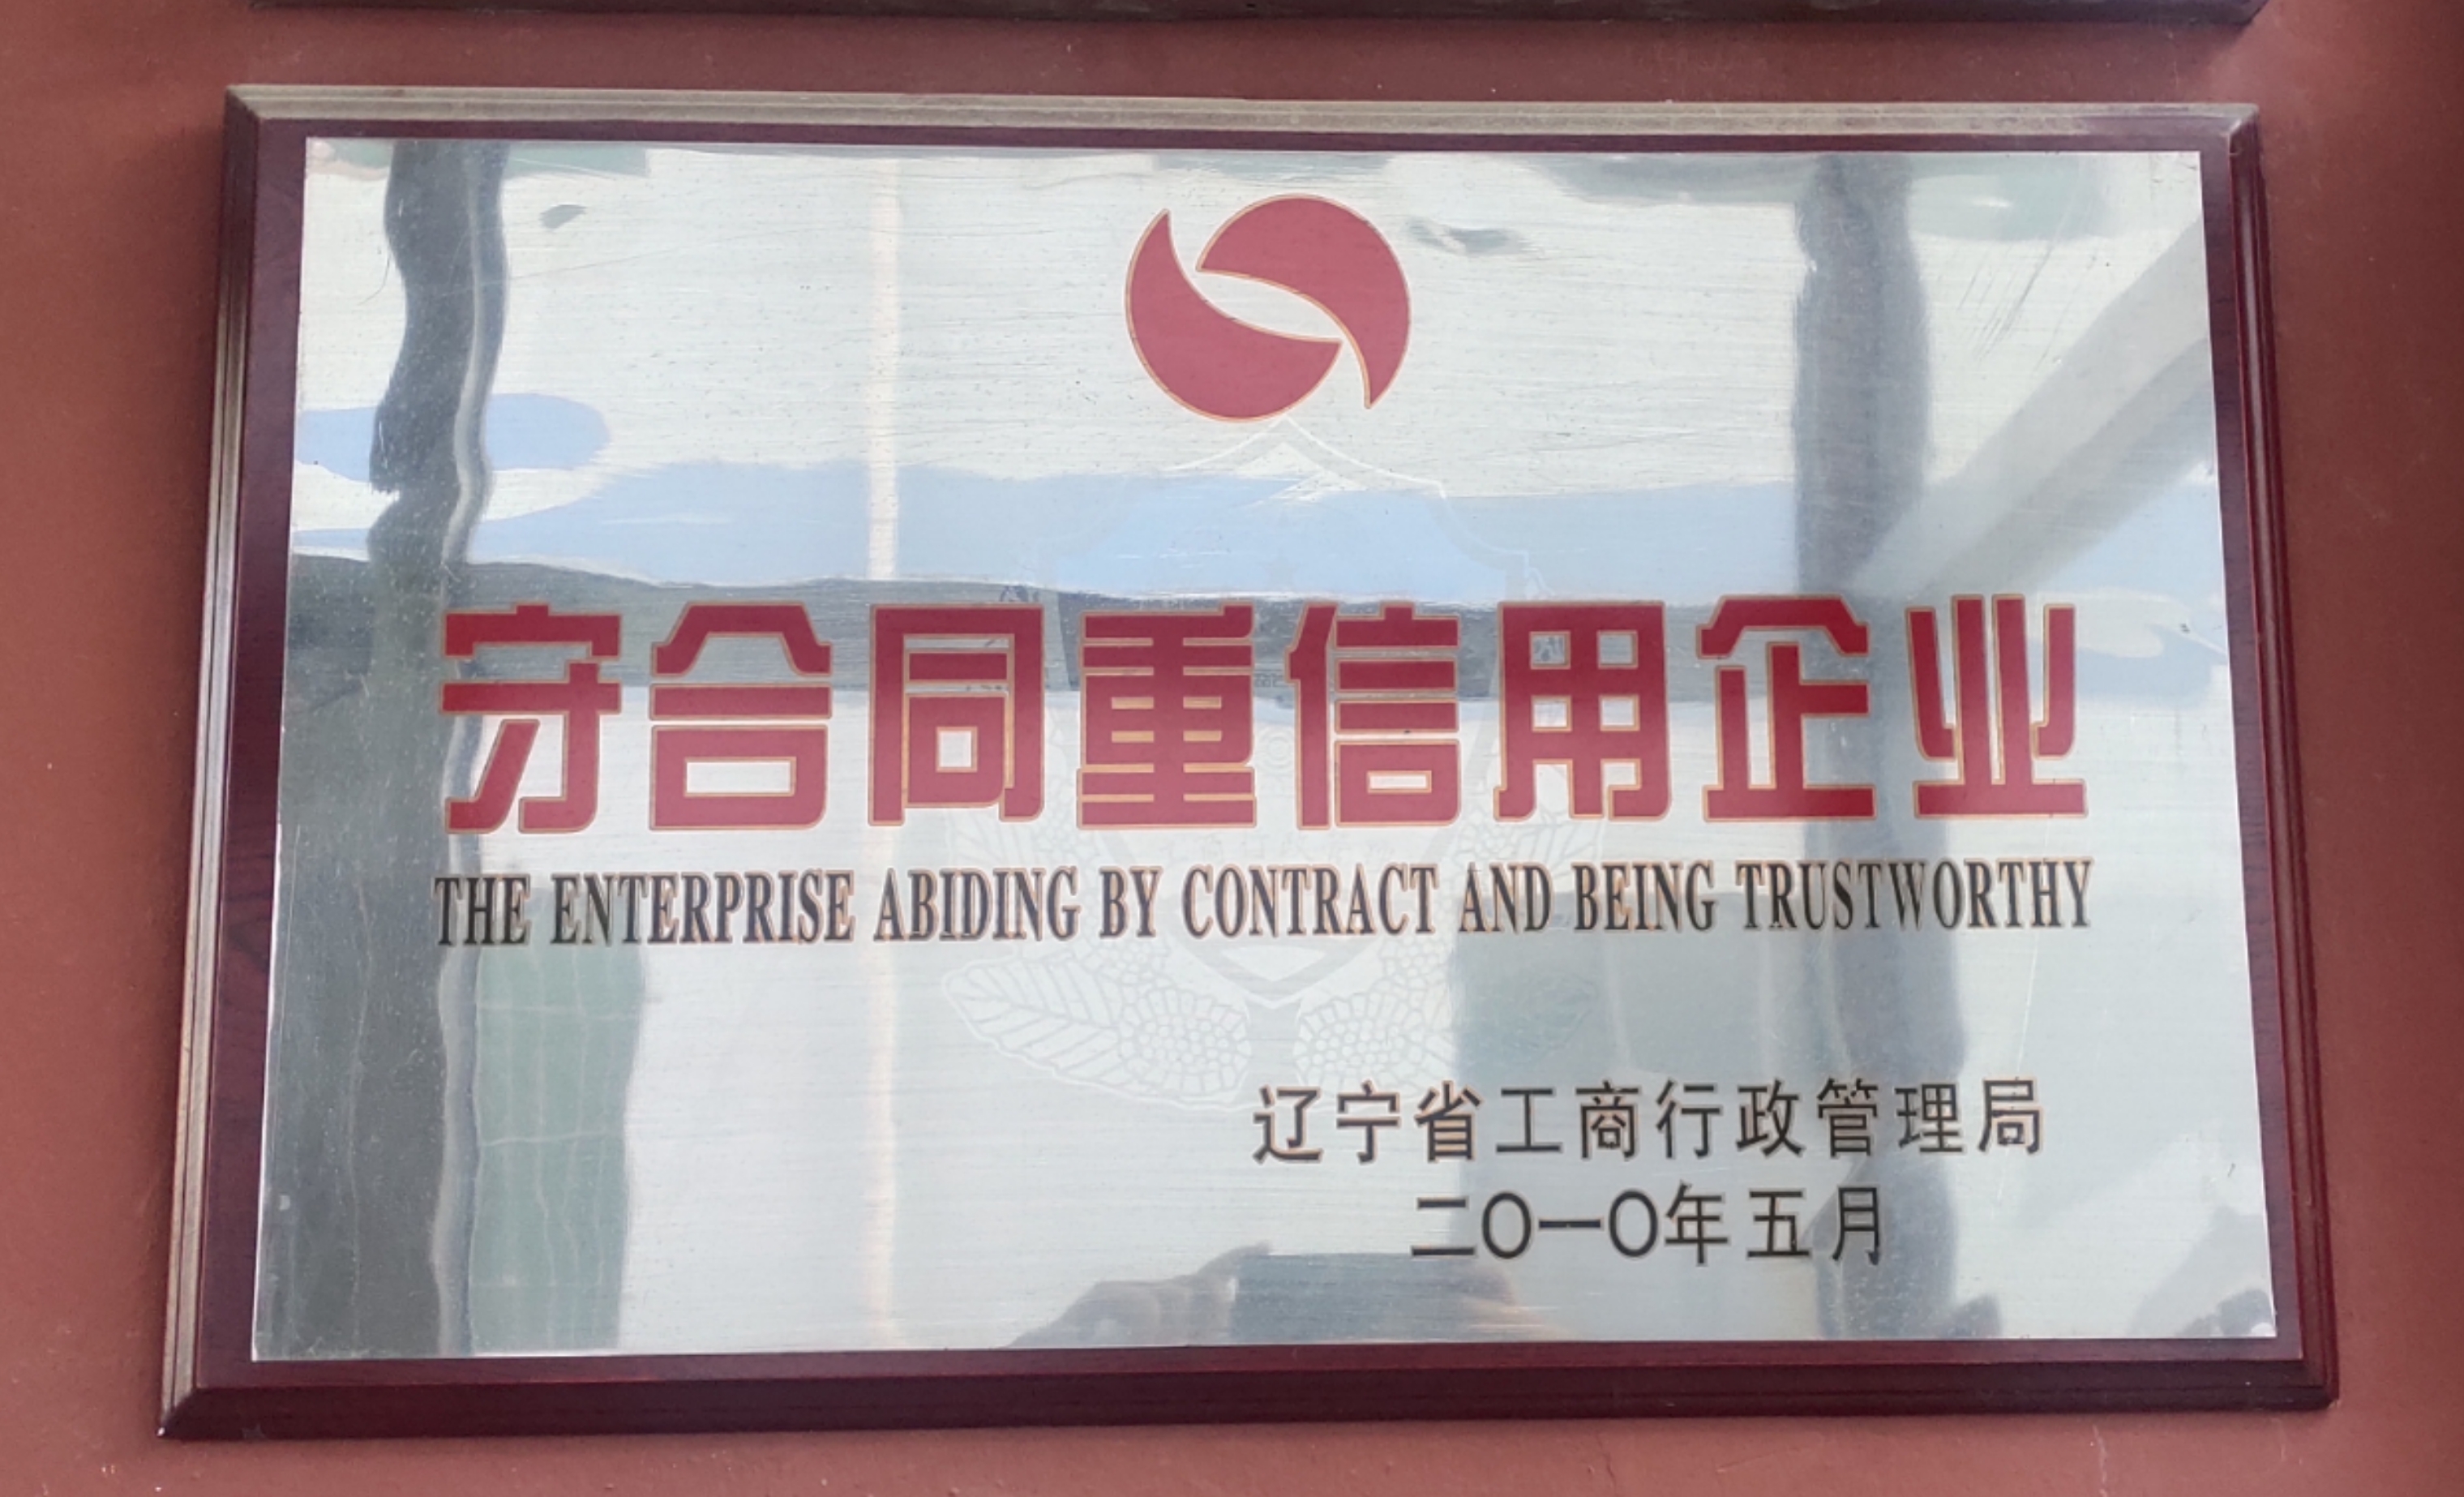 守合同重信用企业
THE ENTERPRISE ABIDING BY CONTRACT AND BEING TRUSTWORTHY
辽宁省工商行政管理局
二〇一〇年五月